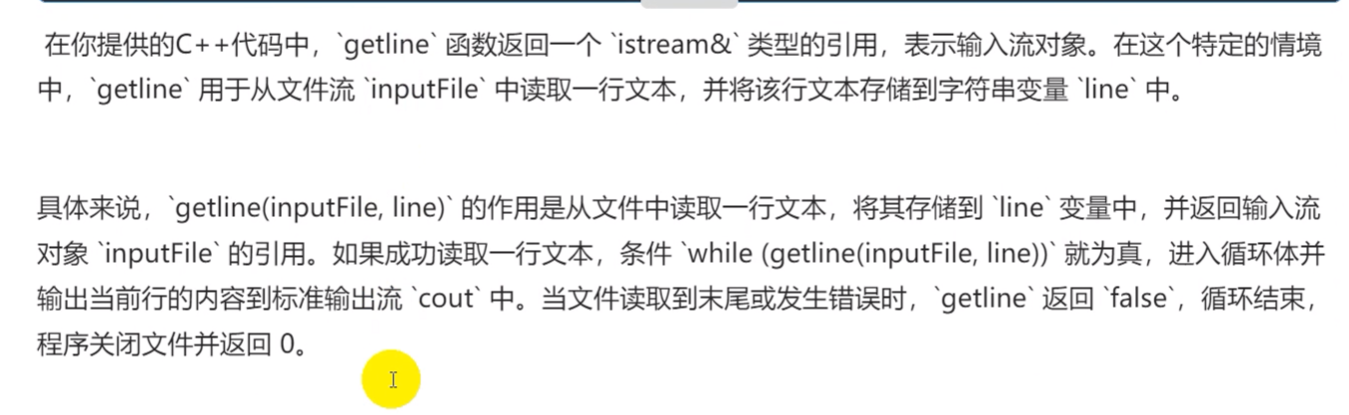 在你提供的C++代码中，`getline` 函数返回一个 `istream&` 类型的引用，表示输入流对象。在这个特定的情境
中，`getline` 用于从文件流 `inputFile` 中读取一行文本，并将该行文本存储到字符串变量 `line` 中。
具体来说，`getline(inputFile, line)` 的作用是从文件中读取一行文本，将其存储到 `line` 变量中，并返回输入流
对象 `inputFile` 的引用。如果成功读取一行文本，条件 `while (getline(inputFile, line))` 就为真，进入循环体并
输出当前行的内容到标准输出流 `cout` 中。当文件读取到末尾或发生错误时，`getline` 返回 `false`，循环结束，
程序关闭文件并返回 0。